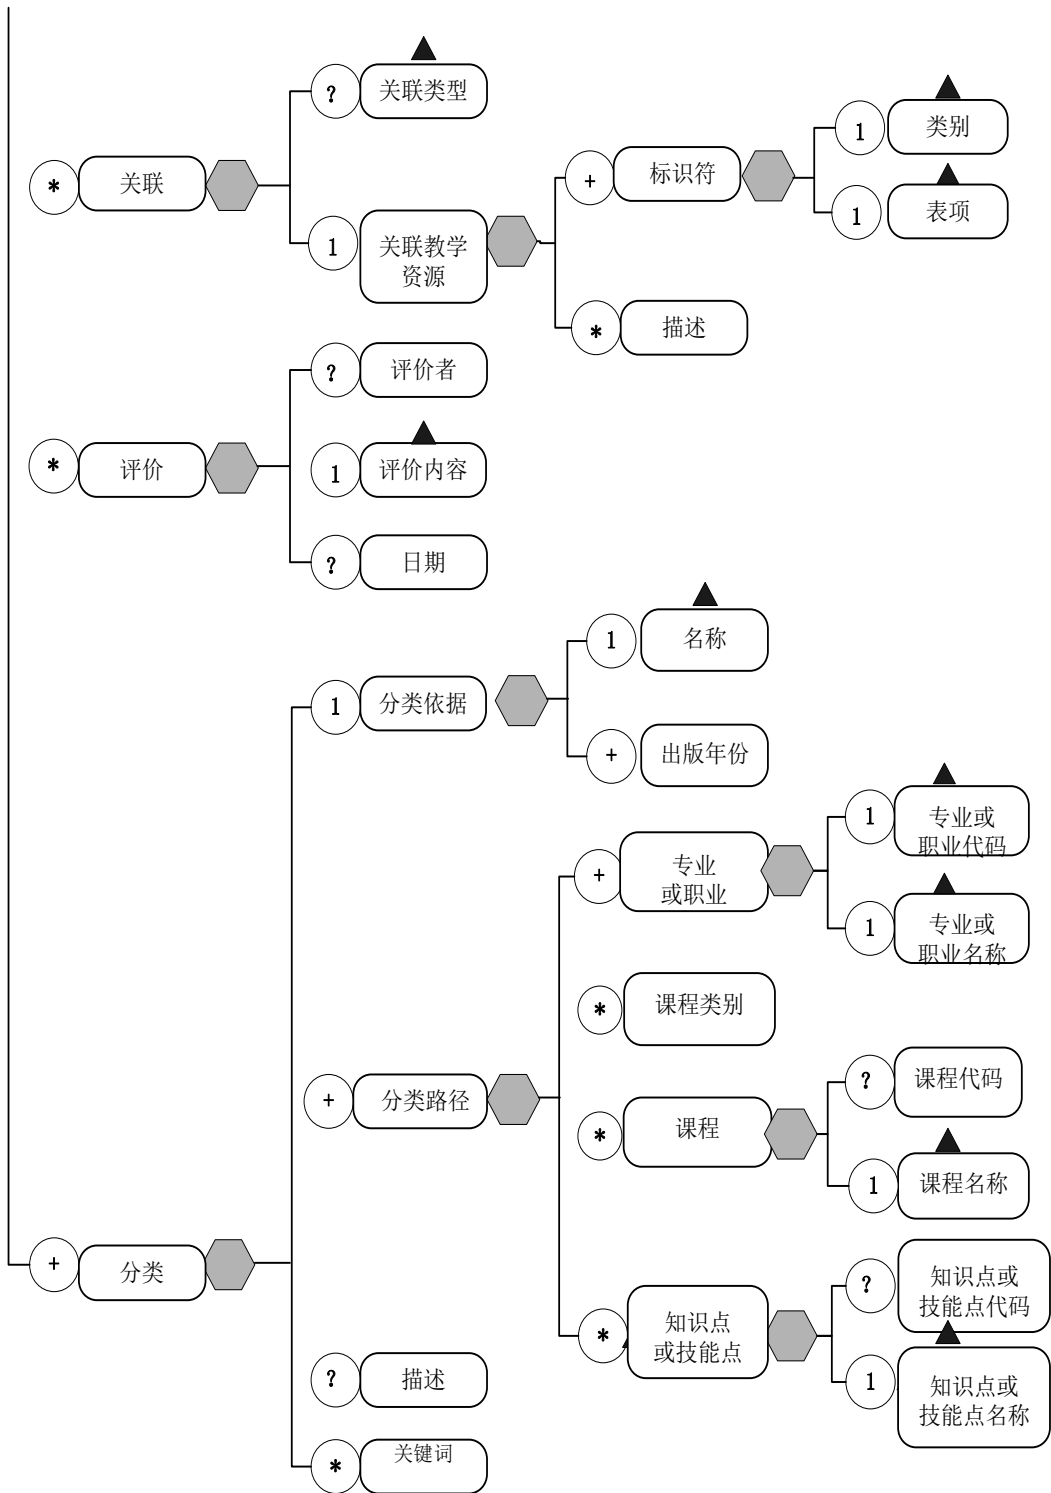 ?
关联类型
*
关联
1
关联教学
资源
+
标识符
1
类别
1
表项
*
描述
?
评价者
*
评价
1
评价内容
?
日期
1
名称
1
分类依据
+
出版年份
1
专业或
职业代码
+
专业
或职业
1
专业或
职业名称
*
课程类别
+
分类路径
?
课程代码
*
课程
1
课程名称
+
分类
?
知识点或
技能点代码
*
知识点
或技能点
1
知识点或
技能点名称
?
描述
*
关键词